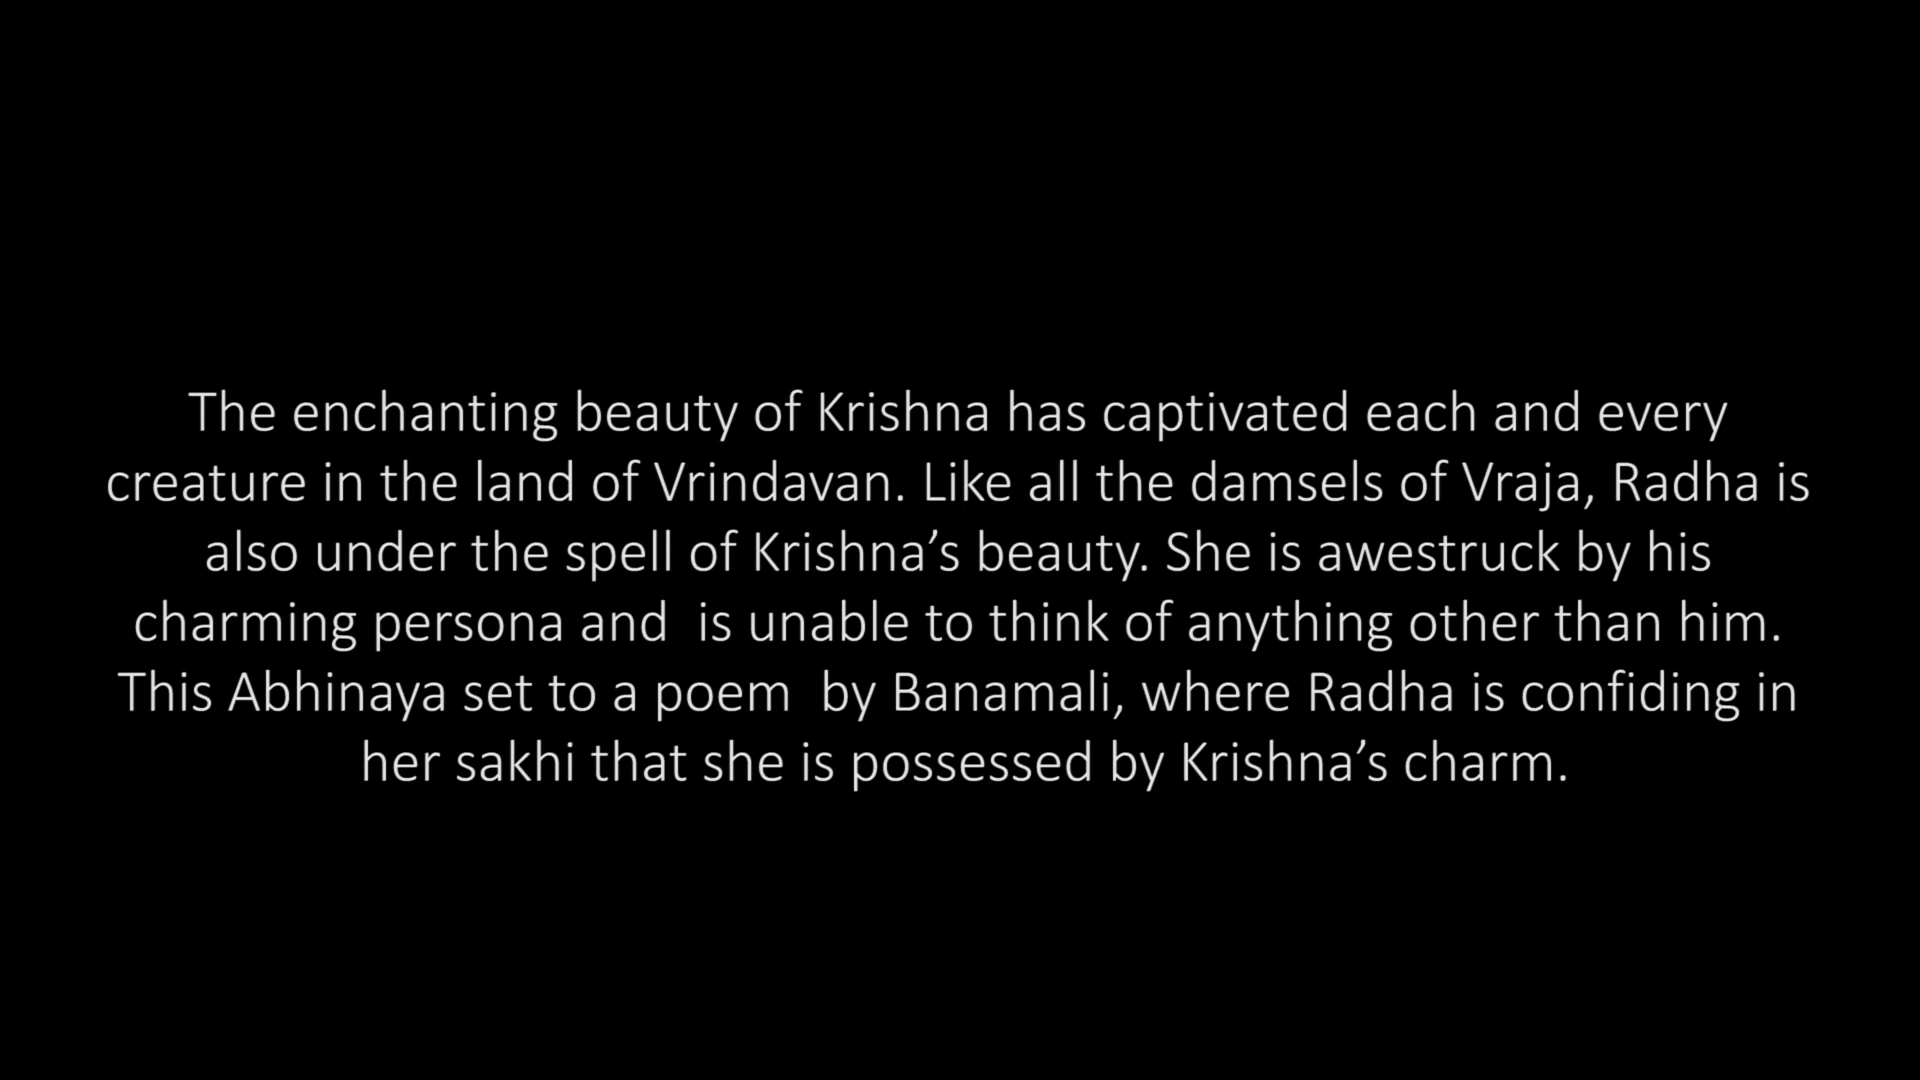 The enchanting beauty of Krishna has captivated each and every
creature in the land of Vrindavan. Like all the damsels of Vraja, Radha is
also under the spell of Krishna’s beauty. She is awestruck by his
charming persona and  is unable to think of anything other than him.
This Abhinaya set to a poem  by Banamali, where Radha is confiding in
her sakhi that she is possessed by Krishna’s charm.